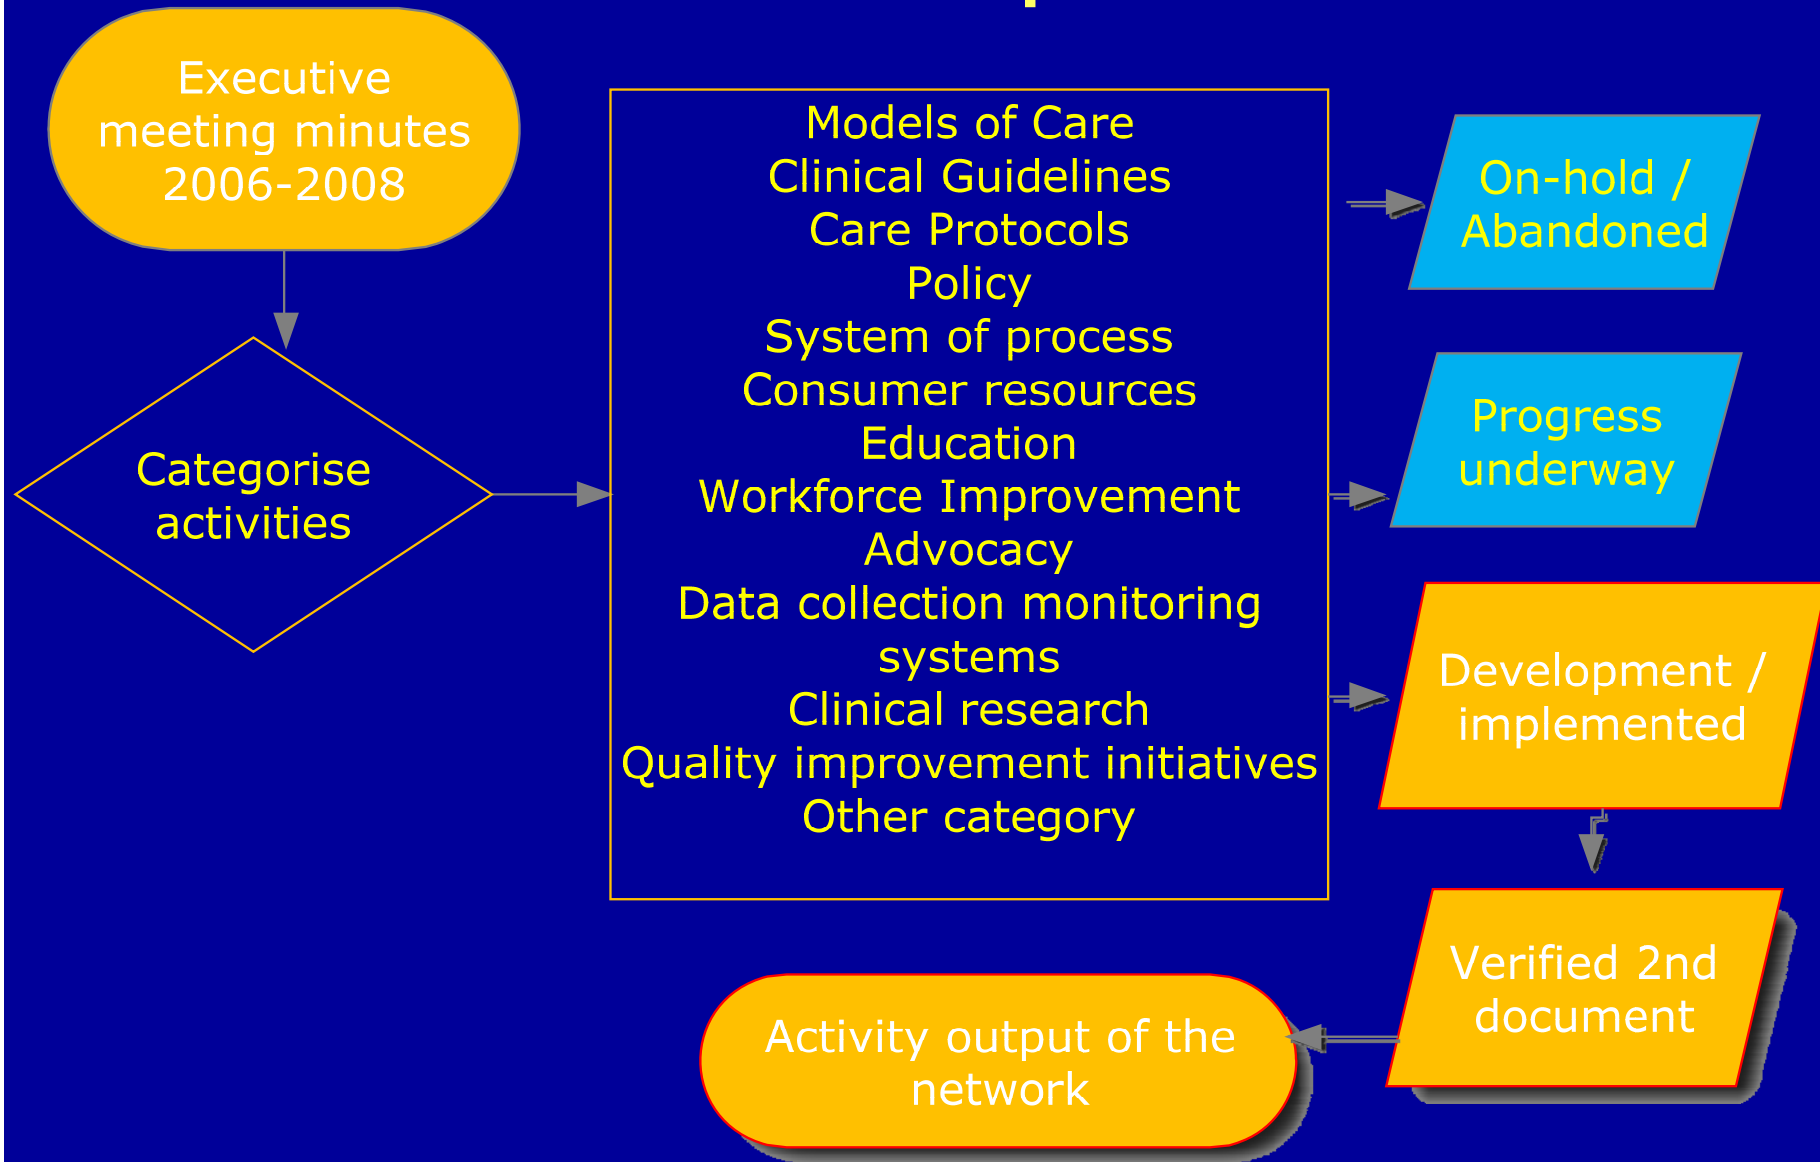 Executive
meeting minutes
2006-2008
Categorise
activities
Models of Care
Clinical Guidelines
Care Protocols
Policy
System of process
Consumer resources
Education
Workforce Improvement
Advocacy
Data collection monitoring
systems
Clinical research
Quality improvement initiatives
Other category
On-hold /
Abandoned
Progress
underway
Development /
implemented
Verified 2nd
document
Activity output of the
network